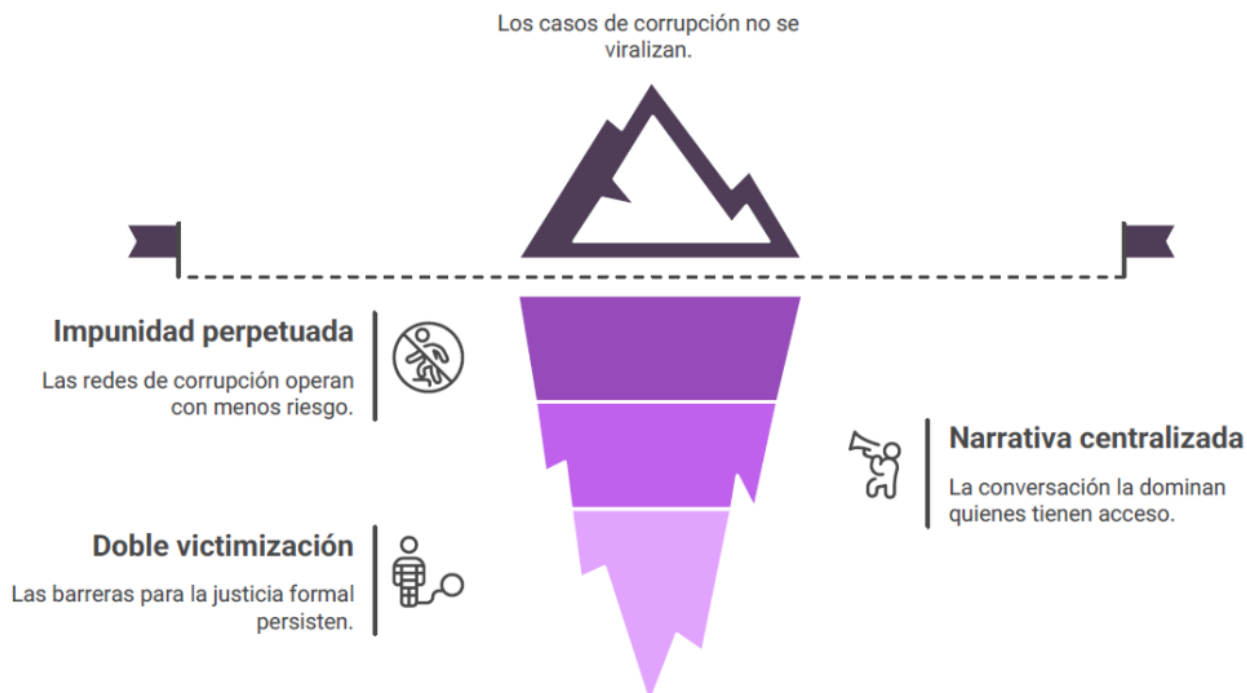 Los casos de corrupción no se
viralizan.
Impunidad perpetuada
Las redes de corrupción operan
con menos riesgo.
Narrativa centralizada
La conversación la dominan
quienes tienen acceso.
Doble victimización
Las barreras para la justicia formal
persisten.